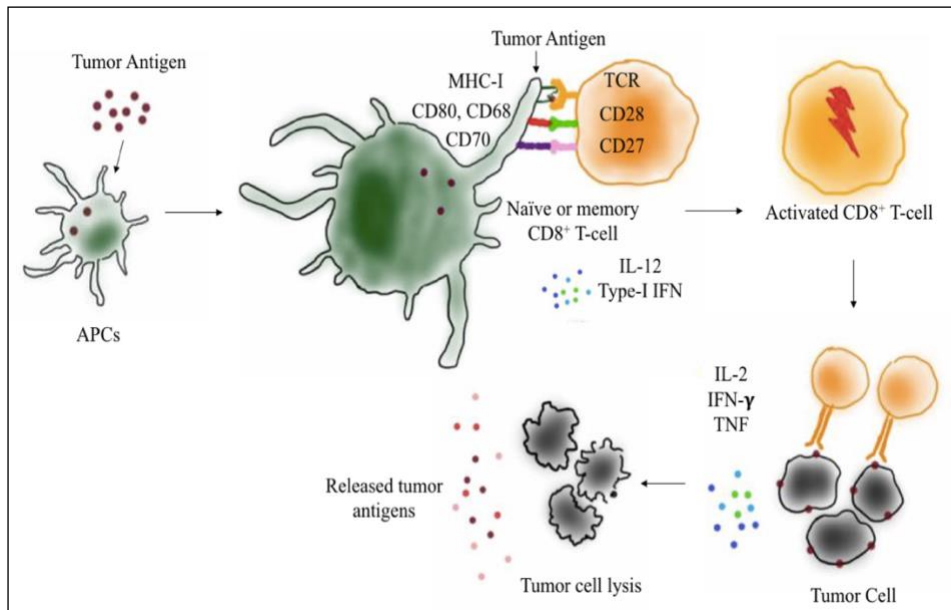 Tumor Antigen
APCs
Tumor Antigen
MHC-I
CD80, CD68
CD70
TCR
CD28
CD27
Naïve or memory
CD8⁺ T-cell
IL-12
Type-I IFN
Activated CD8⁺ T-cell
IL-2
IFN-γ
TNF
Tumor Cell
Tumor cell lysis
Released tumor
antigens